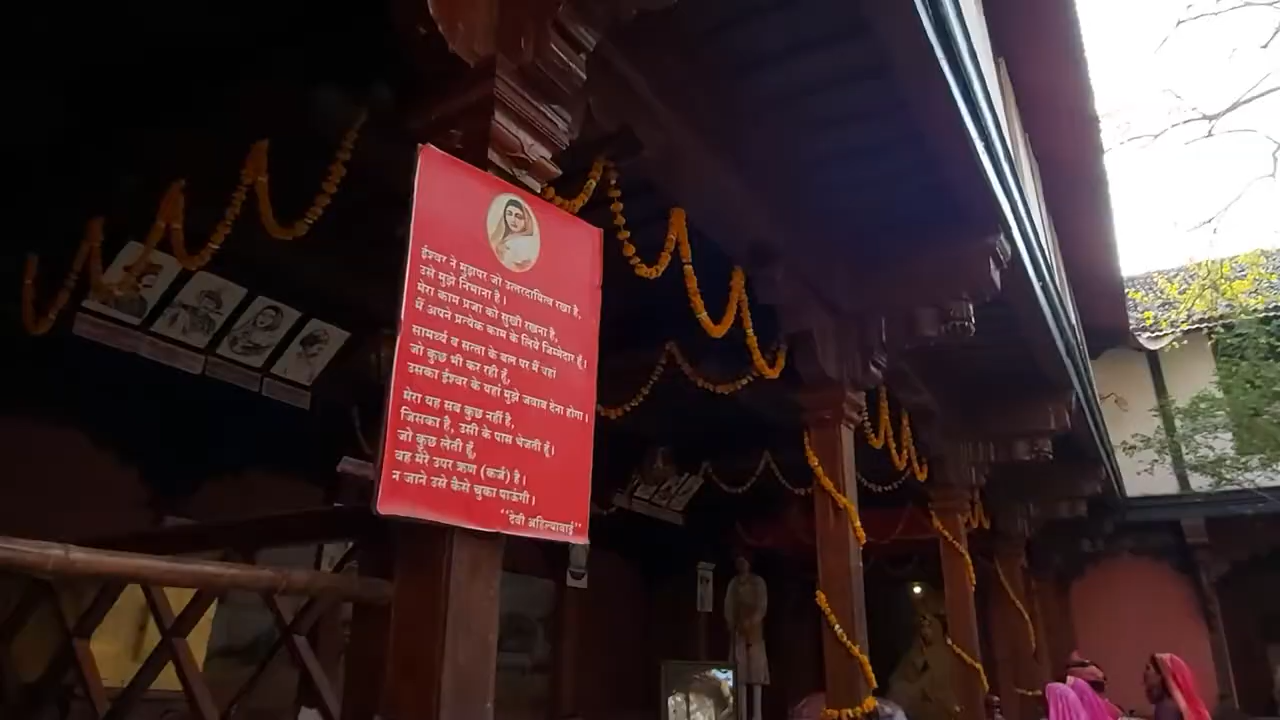 ईश्वर ने मुझपर जो उत्तरदायित्व रखा है,
उसे मुझे निभाना है।
मेरा काम प्रजा को सुखी रखना है,
मैं अपने प्रत्येक काम के लिये जिम्मेदार हूँ।
सामर्थ्य व सत्ता के बल पर मैं यहां
जो कुछ भी कर रही हूँ,
उसका ईश्वर के यहां मुझे जवाब देना होगा।
मेरा यह सब कुछ नहीं है,
जिसका है, उसी के पास भेजती हूँ।
जो कुछ लेती हूँ,
वह मेरे उपर ऋण (कर्ज) है।
न जाने उसे कैसे चुका पाऊंगी।
"देवी अहिल्याबाई"